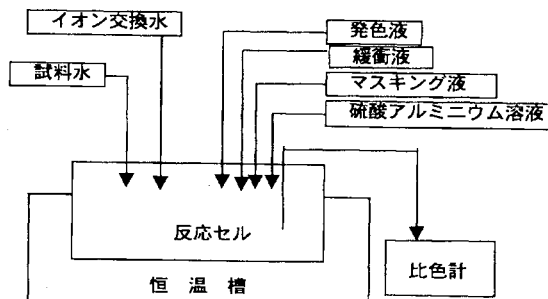 イオン交換水
発色液
緩衝液
試料水
マスキング液
硫酸アルミニウム溶液
反応セル
比色計
恒温槽